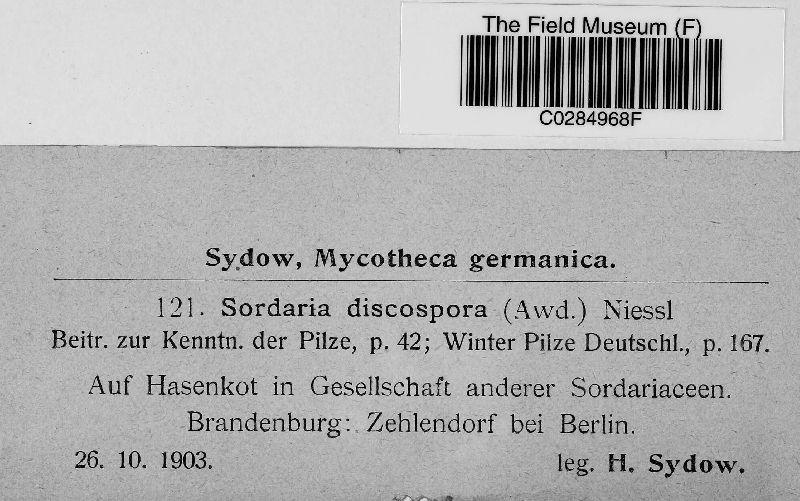 The Field Museum (F)
C0284968F
Sydow, Mycotheca germanica.
121. Sordaria discospora (Awd.) Niessl
Beitr. zur Kenntn. der Pilze, p. 42; Winter Pilze Deutschl., p. 167.
Auf Hasenkot in Gesellschaft anderer Sordariaceen.
Brandenburg: Zehlendorf bei Berlin.
26. 10. 1903. leg. H. Sydow.